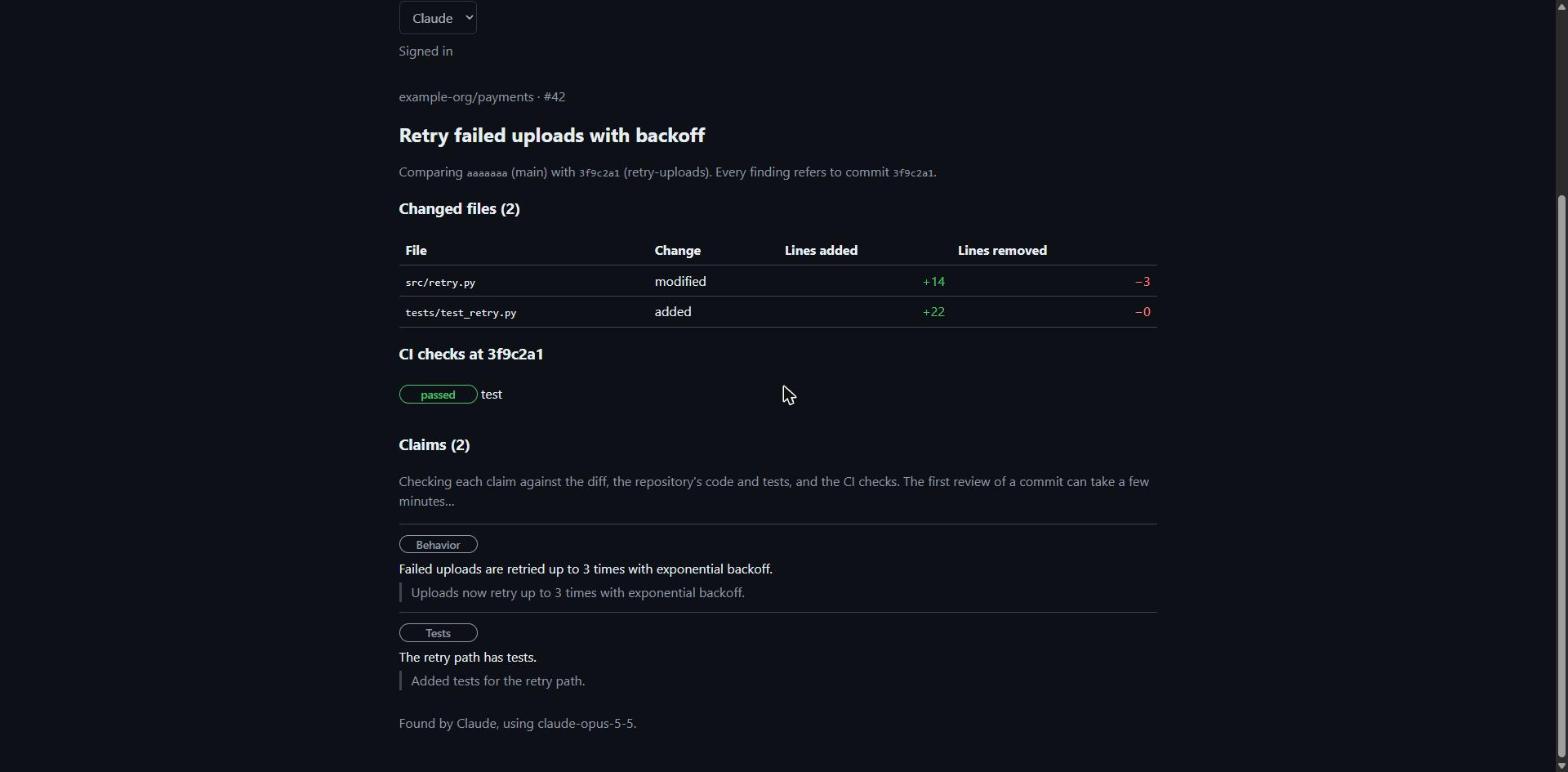 Claude
Signed in
example-org/payments · #42
Retry failed uploads with backoff
Comparing aaaaaaa (main) with 3f9c2a1 (retry-uploads). Every finding refers to commit 3f9c2a1.
Changed files (2)
File Change Lines added Lines removed
src/retry.py modified +14 −3
tests/test_retry.py added +22 −0
CI checks at 3f9c2a1
passed test
Claims (2)
Checking each claim against the diff, the repository's code and tests, and the CI checks. The first review of a commit can take a few
minutes...
Behavior
Failed uploads are retried up to 3 times with exponential backoff.
Uploads now retry up to 3 times with exponential backoff.
Tests
The retry path has tests.
Added tests for the retry path.
Found by Claude, using claude-opus-5-5.